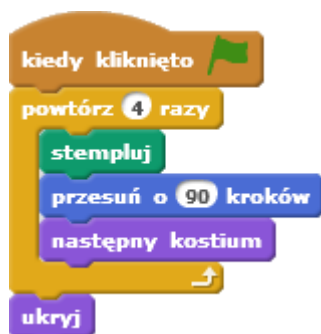 kiedy kliknięto
powtórz 4 razy
stempluj
przesuń o 90 kroków
następny kostium
ukryj